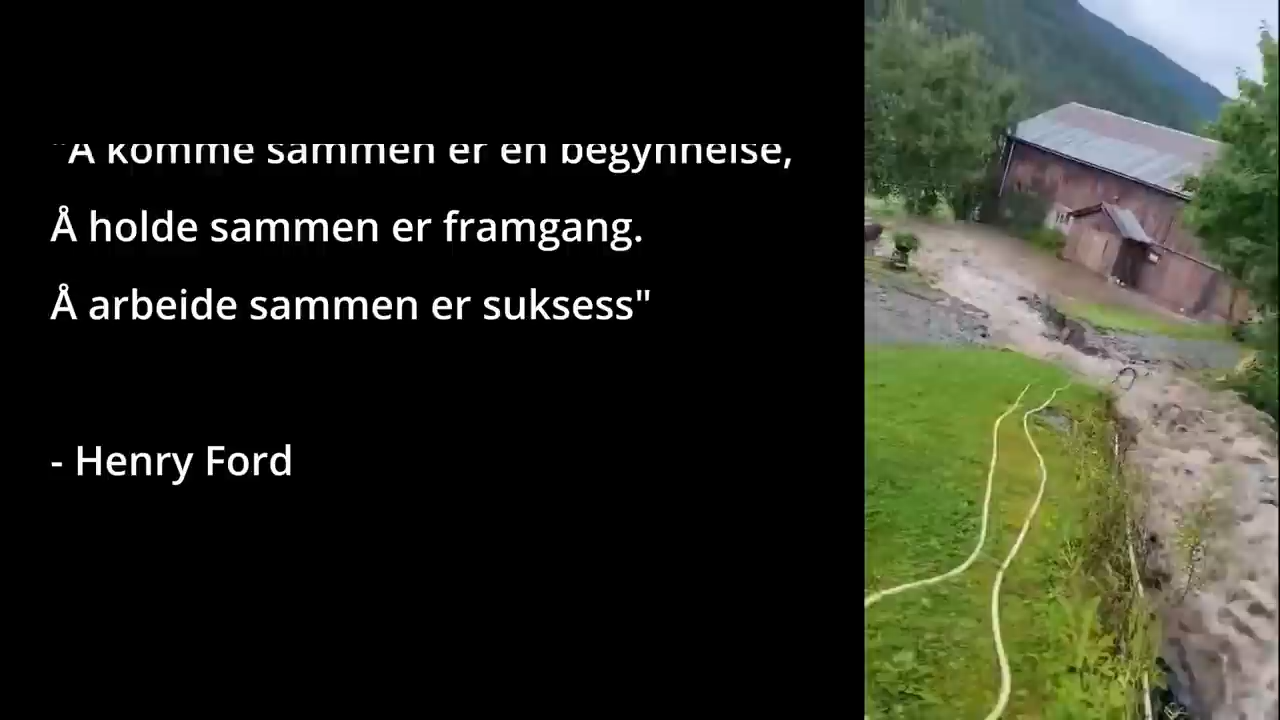 "Å komme sammen er en begynnelse,
Å holde sammen er framgang.
Å arbeide sammen er suksess"
- Henry Ford